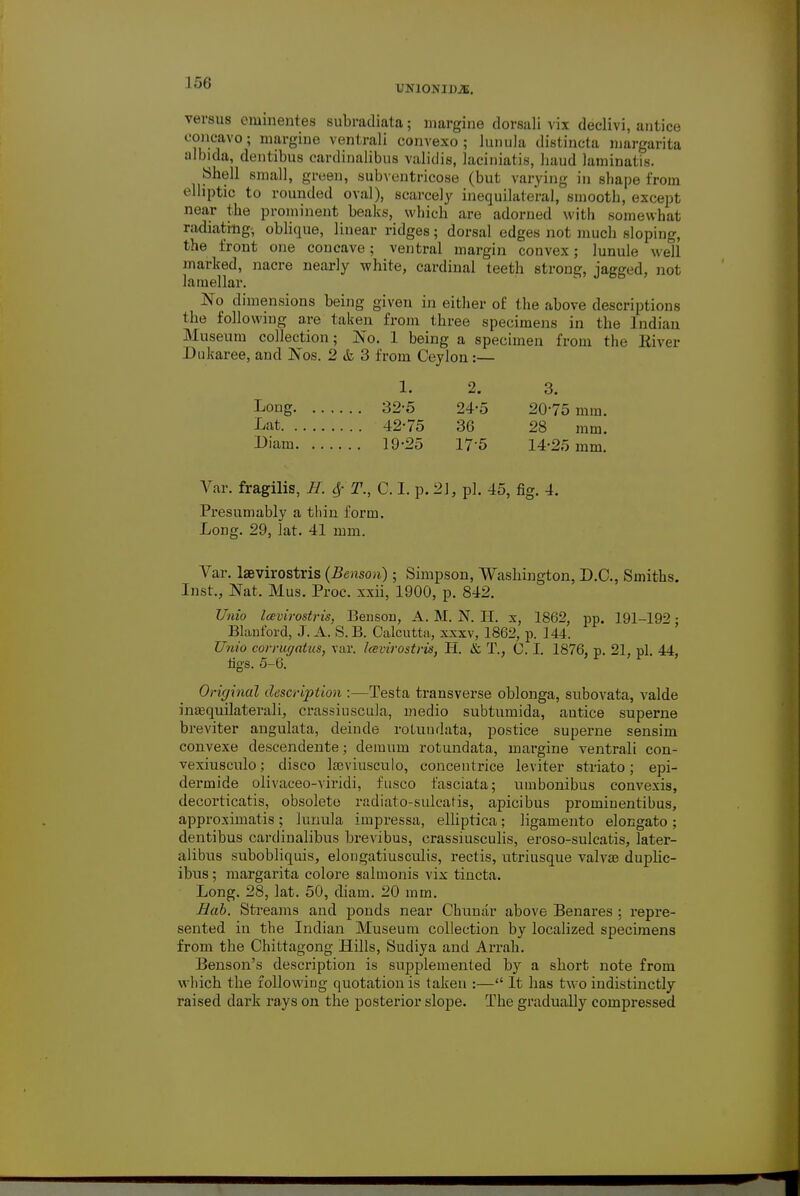 156
UNIONIDÆ.
versus eminentes subradiata; margine dorsali vix declivi, antice
concavo; margine ventrali convexo; lunula distincta margarita
albida, dentibus cardinalibus validis, laciniatis, haud laminatis.
Shell small, green, subventricose (but varying in shape from
elliptic to rounded oval), scarcely inequilateral, smooth, except
near the prominent beaks, which are adorned with somewhat
radiating, oblique, linear ridges; dorsal edges not much sloping,
the front one concave; ventral margin convex; lunule well
marked, nacre nearly white, cardinal teeth strong, jagged, not
lamellar.
No dimensions being given in either of the above descriptions
the following are taken from three specimens in the Indian
Museum collection; No. 1 being a specimen from the River
Dukaree, and Nos. 2 & 3 from Ceylon:—
1. 2. 3.
Long. ...... 32·5 24·5 20·75 mm.
Lat. ........ 42·75 36 28 mm.
Diam. ...... 19·25 17·5 14·25 mm.
Var. fragilis, H. & T., C. I. p. 21, pl. 45, fig. 4.
Presumably a thin form.
Long. 29, lat. 41 mm.
Var. lævirostris (Benson); Simpson, Washington, D.C., Smiths.
Inst., Nat. Mus. Proc. xxii, 1900, p. 842.
Unio lævirostris, Benson, A. M. N. H. x, 1862, pp. 191–192;
Blanford, J. A. S. B. Calcutta, xxxv, 1862, p. 144.
Unio corrugatus, var. lævirostris, H. & T., C. I. 1876, p. 21, pl. 44,
figs. 5–6.
Original description:—Testa transverse oblonga, subovata, valde
inæquilaterali, crassiuscula, medio subtumida, antice superne
breviter angulata, deinde rotundata, postice superne sensim
convexe descendente; demum rotundata, margine ventrali con-
vexiusculo; disco læviusculo, concentrice leviter striato; epi-
dermide olivaceo-viridi, fusco fasciata; umbonibus convexis,
decorticatis, obsolete radiato-sulcatis, apicibus prominentibus,
approximatis; lunula impressa, elliptica; ligamento elongato;
dentibus cardinalibus brevibus, crassiusculis, eroso-sulcatis, later-
alibus subobliquis, elongatiusculis, rectis, utriusque valvæ duplic-
ibus; margarita colore salmonis vix tincta.
Long. 28, lat. 50, diam. 20 mm.
Hab. Streams and ponds near Chunár above Benares; repre-
sented in the Indian Museum collection by localized specimens
from the Chittagong Hills, Sudiya and Arrah.
Benson's description is supplemented by a short note from
which the following quotation is taken:—“ It has two indistinctly
raised dark rays on the posterior slope. The gradually compressed